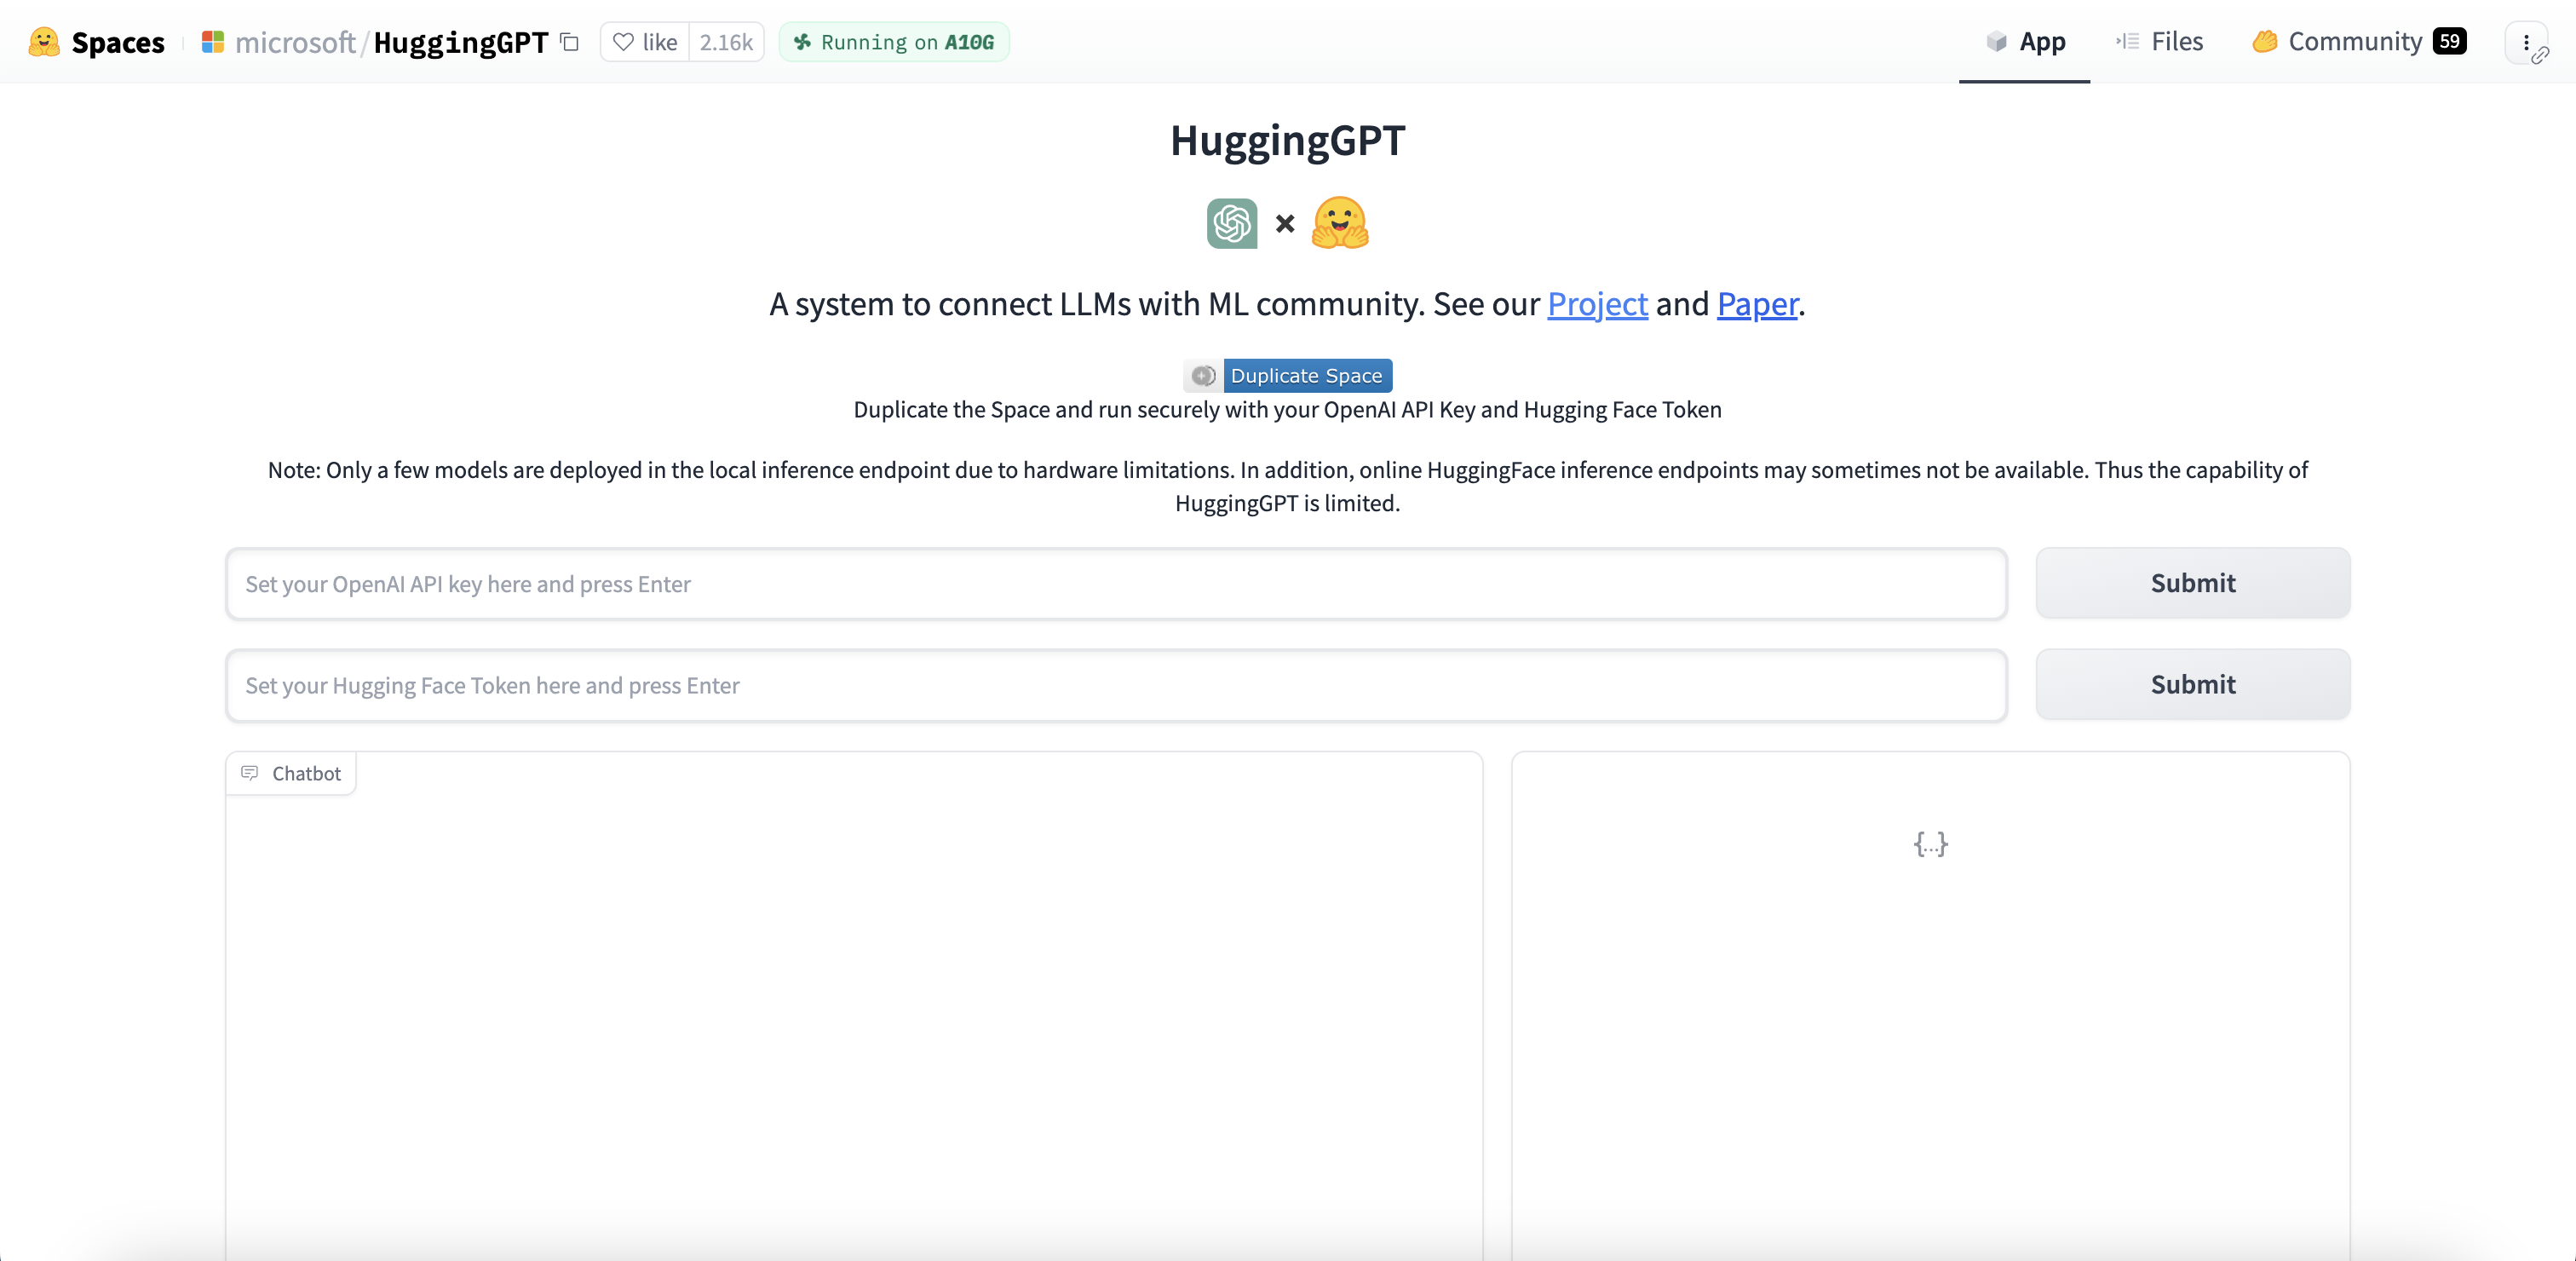 Spaces
microsoft/HuggingGPT
like 2.16k
Running on A10G
App
Files
Community 59
HuggingGPT
A system to connect LLMs with ML community. See our Project and Paper.
Duplicate Space
Duplicate the Space and run securely with your OpenAI API Key and Hugging Face Token
Note: Only a few models are deployed in the local inference endpoint due to hardware limitations. In addition, online HuggingFace inference endpoints may sometimes not be available. Thus the capability of
HuggingGPT is limited.
Set your OpenAI API key here and press Enter
Submit
Set your Hugging Face Token here and press Enter
Submit
Chatbot
{...}